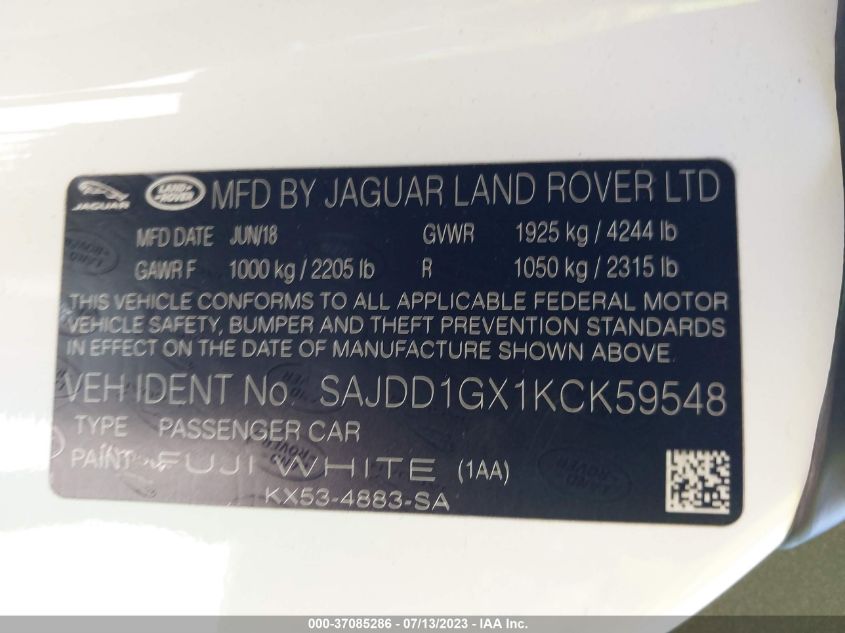 JAGUAR LAND ROVER MFD BY JAGUAR LAND ROVER LTD
MFD DATE JUN/18 GVWR 1925 kg / 4244 lb
GAWR F 1000 kg / 2205 lb R 1050 kg / 2315 lb
THIS VEHICLE CONFORMS TO ALL APPLICABLE FEDERAL MOTOR
VEHICLE SAFETY, BUMPER AND THEFT PREVENTION STANDARDS
IN EFFECT ON THE DATE OF MANUFACTURE SHOWN ABOVE.
VEH IDENT No SAJDD1GX1KCK59548
TYPE PASSENGER CAR
PAINT FUJI WHITE (1AA)
KX53-4883-SA
000-37085286 - 07/13/2023 - IAA Inc.